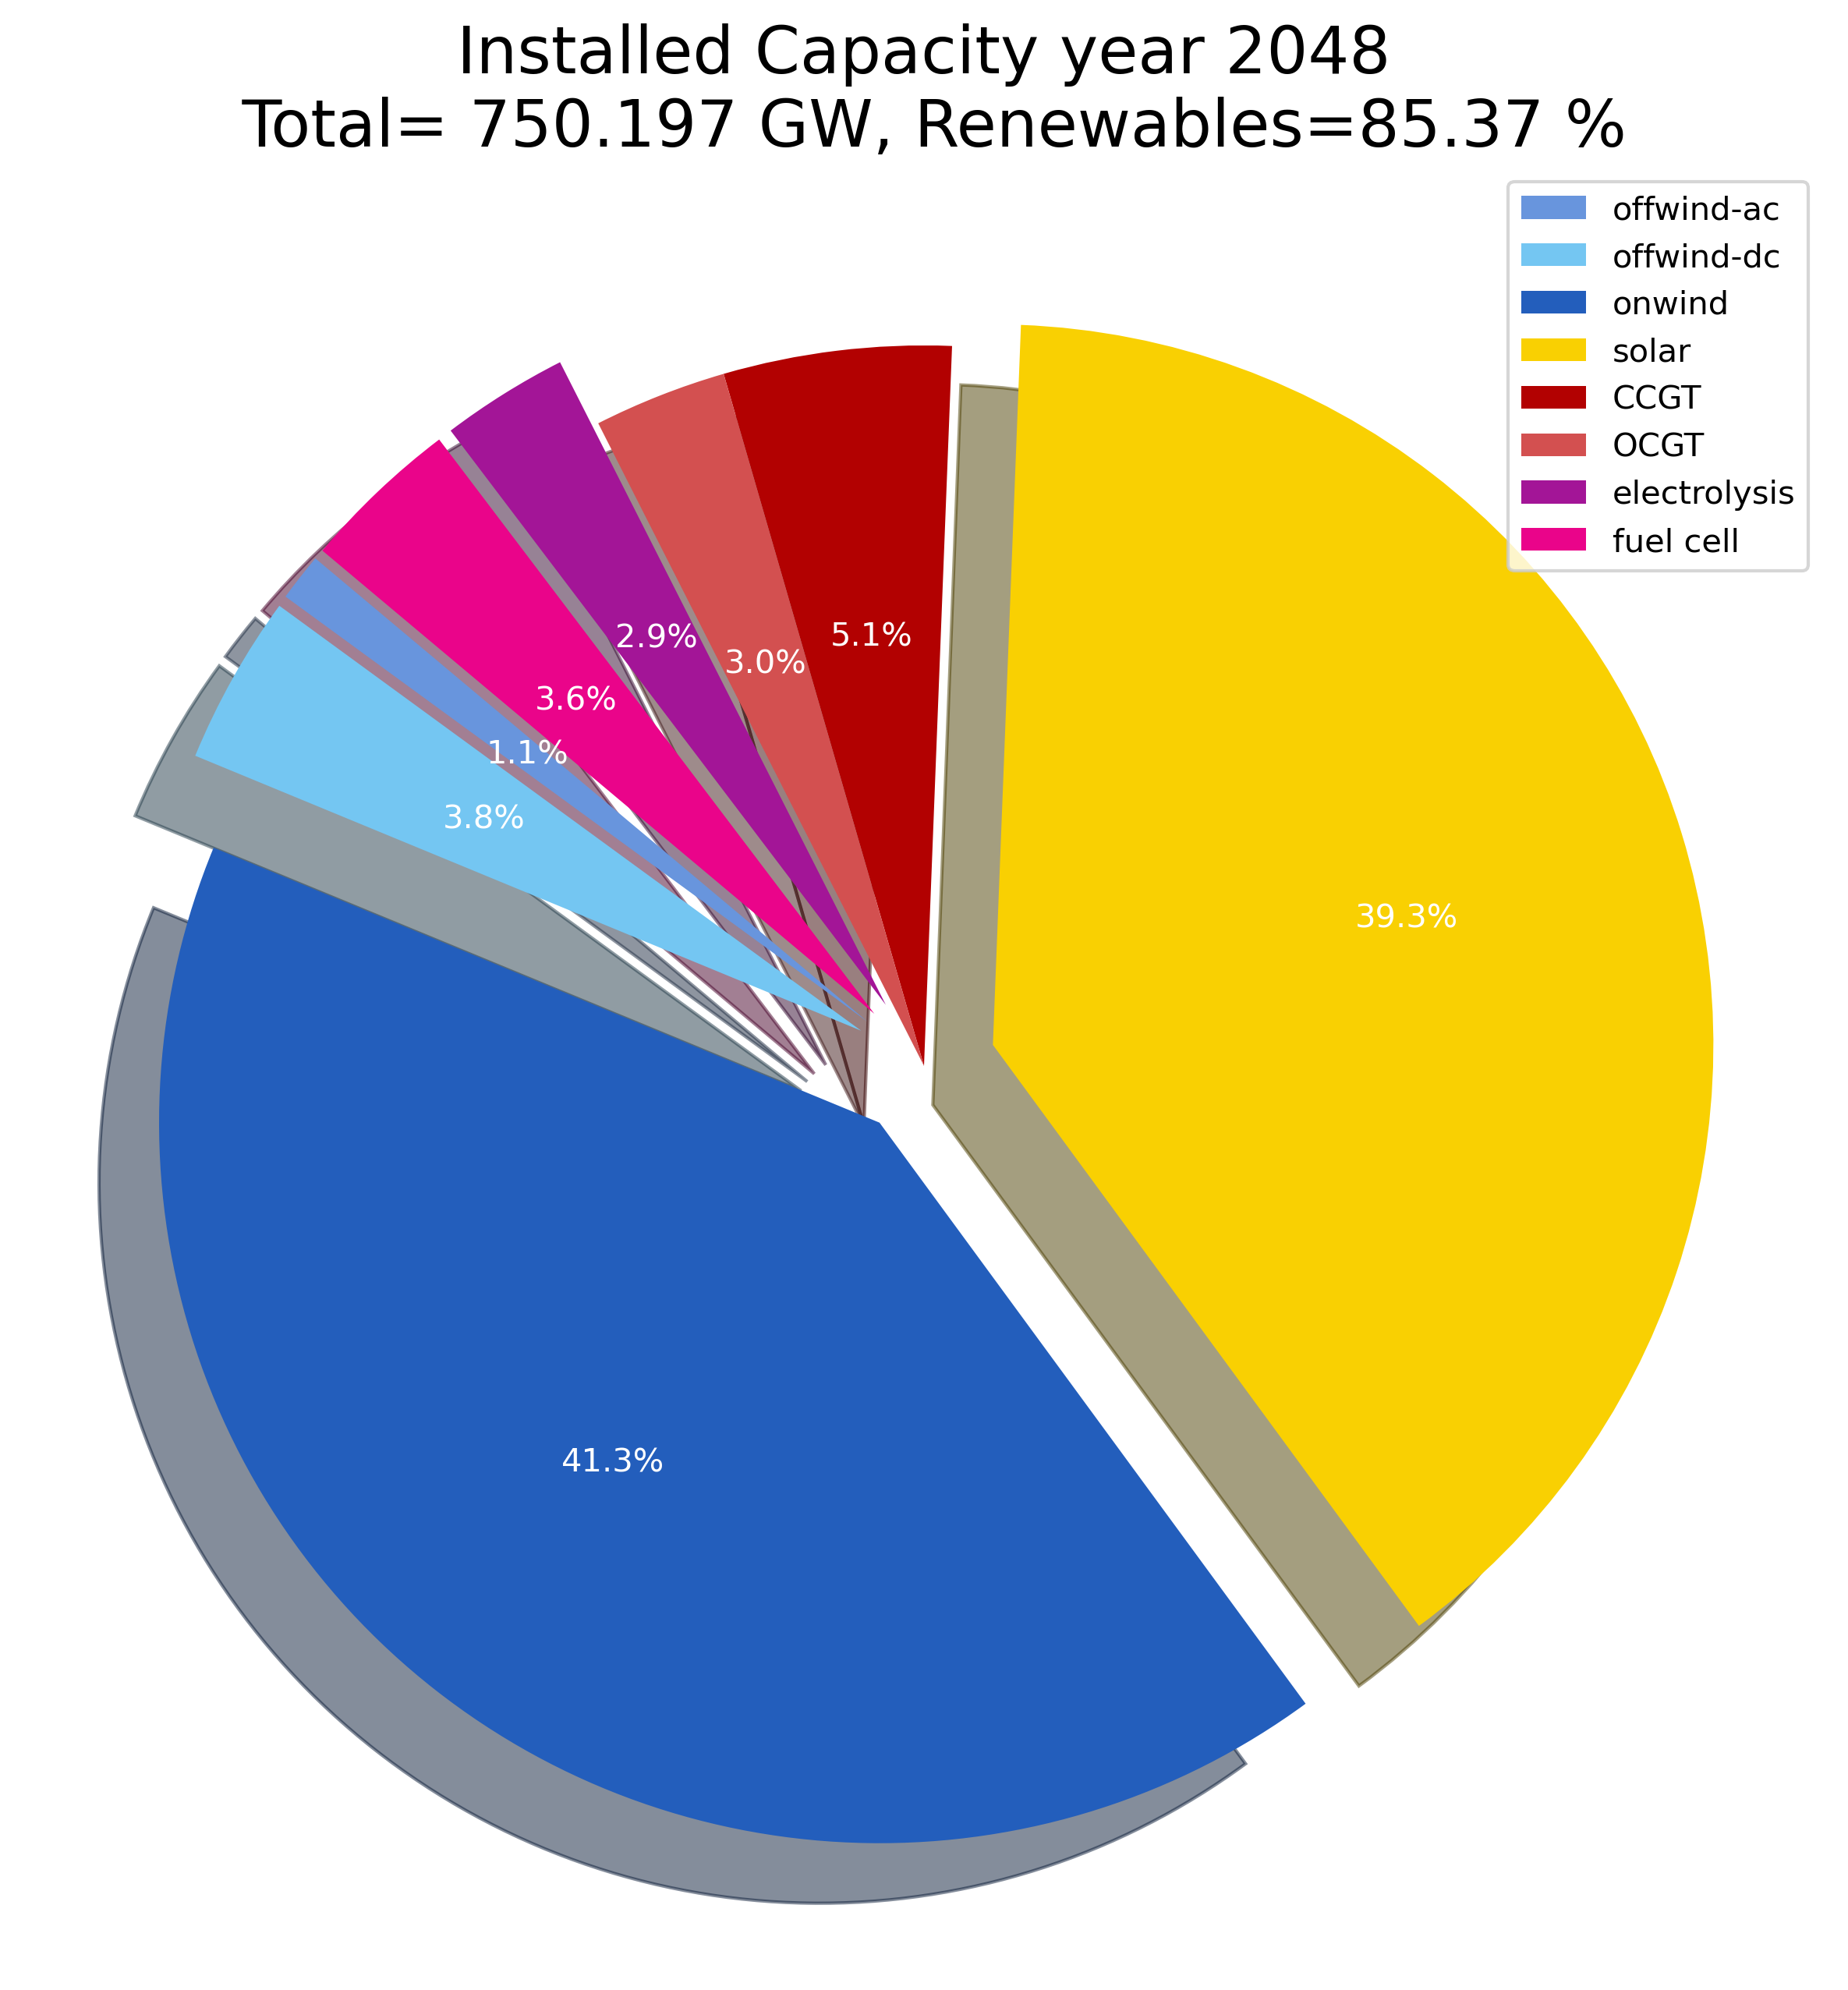 Installed Capacity year 2048
Total= 750.197 GW, Renewables=85.37 %
offwind-ac
offwind-dc
onwind
solar
CCGT
OCGT
electrolysis
fuel cell
5.1%
2.9%
3.0%
3.6%
1.1%
3.8%
39.3%
41.3%